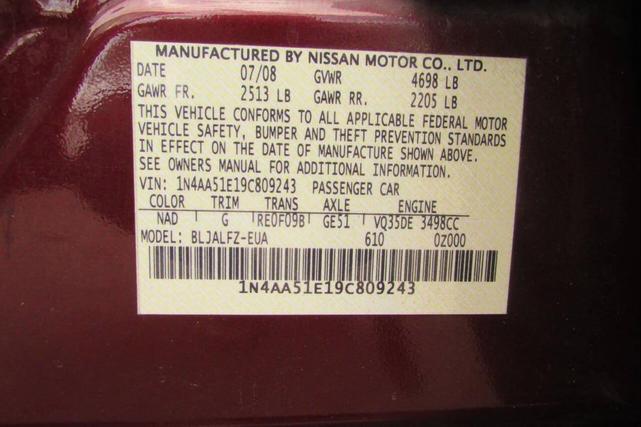 MANUFACTURED BY NISSAN MOTOR CO., LTD.
DATE 07/08 GVWR 4698 LB
GAWR FR. 2513 LB GAWR RR. 2205 LB
THIS VEHICLE CONFORMS TO ALL APPLICABLE FEDERAL MOTOR
VEHICLE SAFETY, BUMPER AND THEFT PREVENTION STANDARDS
IN EFFECT ON THE DATE OF MANUFACTURE SHOWN ABOVE.
SEE OWNERS MANUAL FOR ADDITIONAL INFORMATION.
VIN: 1N4AA51E19C809243 PASSENGER CAR
COLOR TRIM TRANS AXLE ENGINE
NAD G RE0F09B GE51 VQ35DE 3498CC
MODEL: BLJALFZ-EUA 610 0Z000
1N4AA51E19C809243